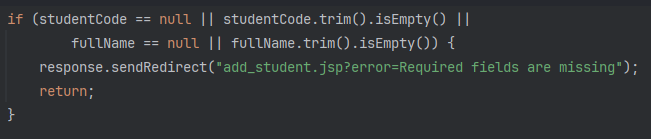 if (studentCode == null || studentCode.trim().isEmpty() ||
        fullName == null || fullName.trim().isEmpty()) {
    response.sendRedirect("add_student.jsp?error=Required fields are missing");
    return;
}